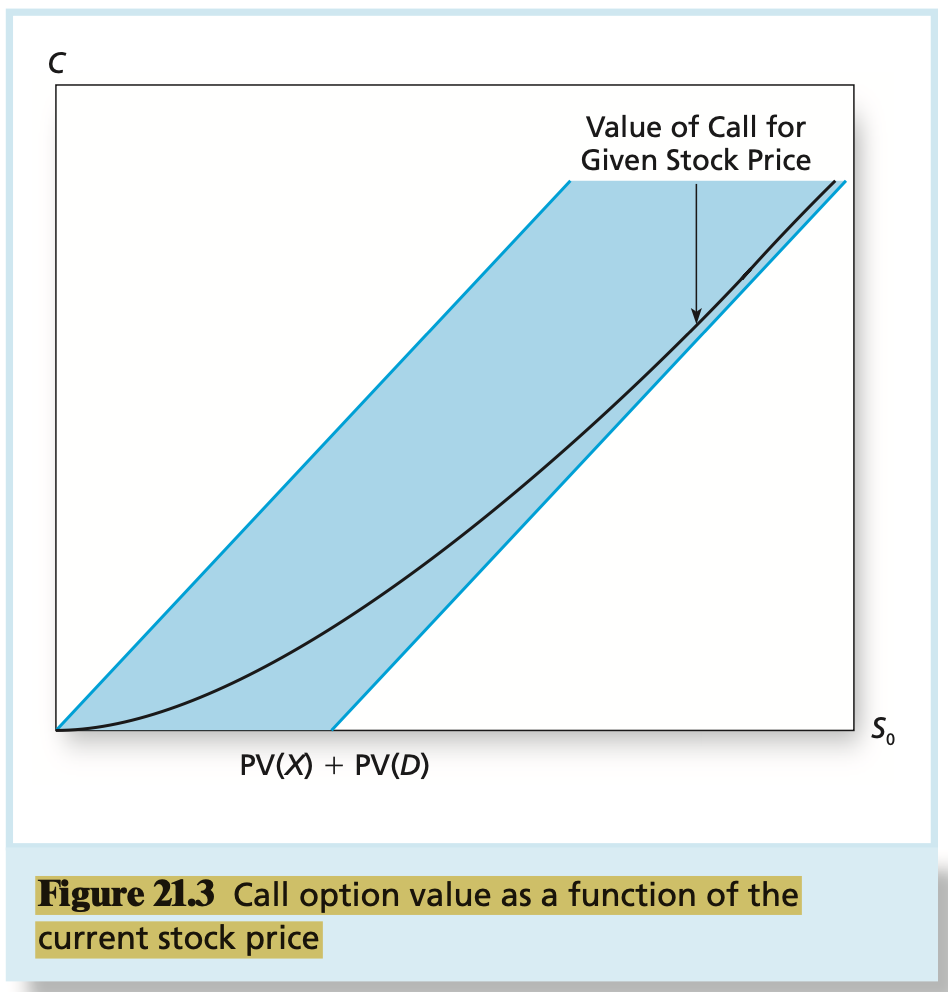 C
Value of Call for
Given Stock Price
S₀
PV(X) + PV(D)
Figure 21.3 Call option value as a function of the
current stock price